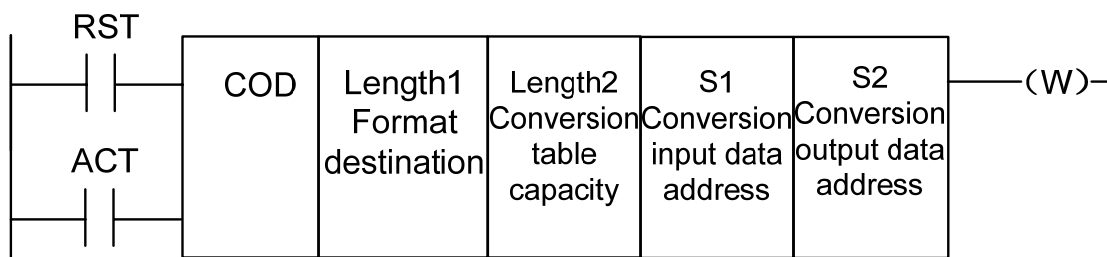 RST
ACT
COD
Length1
Format
destination
Length2
Conversion
table
capacity
S1
Conversion
input data
address
S2
Conversion
output data
address
(W)